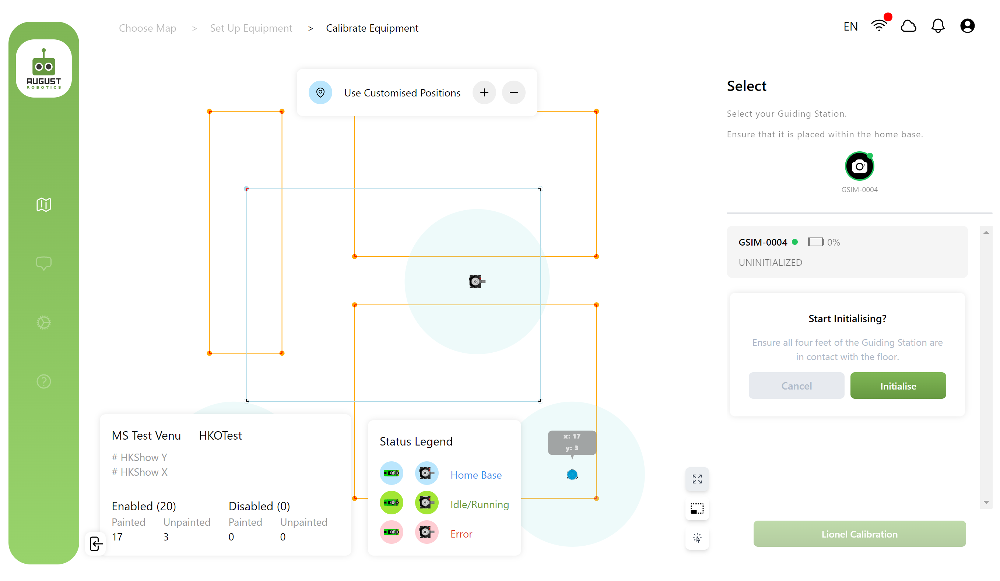 Choose Map > Set Up Equipment > Calibrate Equipment
EN
AUGUST
ROBOTICS
Use Customised Positions
Select
Select your Guiding Station.
Ensure that it is placed within the home base.
GSIM-0004
GSIM-0004 0%
UNINITIALIZED
Start Initialising?
Ensure all four feet of the Guiding Station are
in contact with the floor.
Cancel Initialise
MS Test Venu HKOTest
# HKShow Y
# HKShow X
Enabled (20) Disabled (0)
Painted Unpainted Painted Unpainted
17 3 0 0
Status Legend
Home Base
Idle/Running
Error
x: 17
y: 3
Lionel Calibration